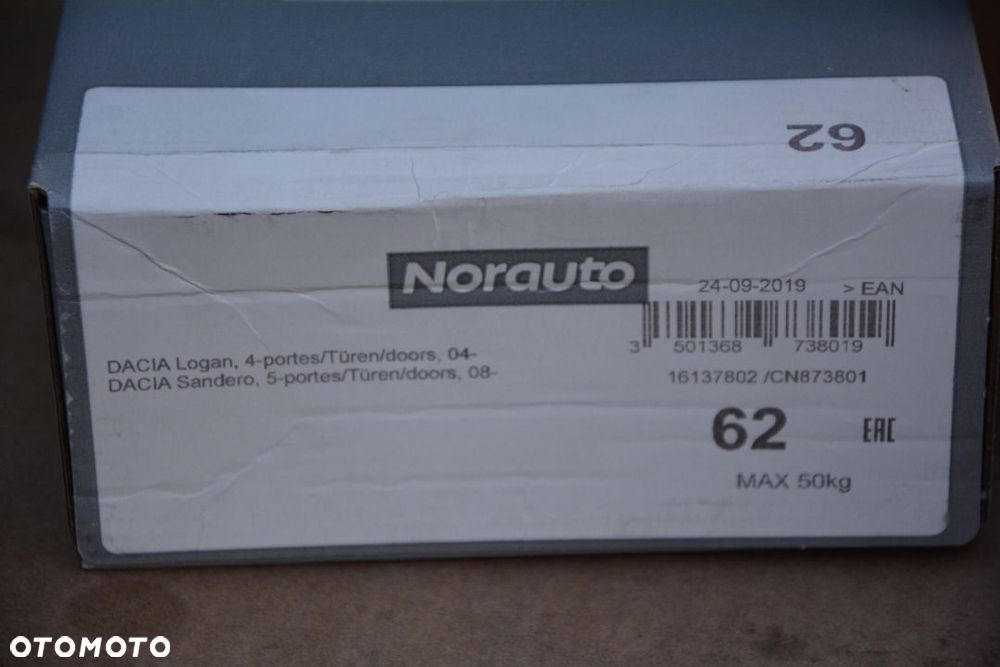 62
Norauto
24-09-2019 > EAN
DACIA Logan, 4-portes/Türen/doors, 04-
DACIA Sandero, 5-portes/Türen/doors, 08-
3 501368 738019
16137802 /CN873801
62
EAC
MAX 50kg
OTOMOTO